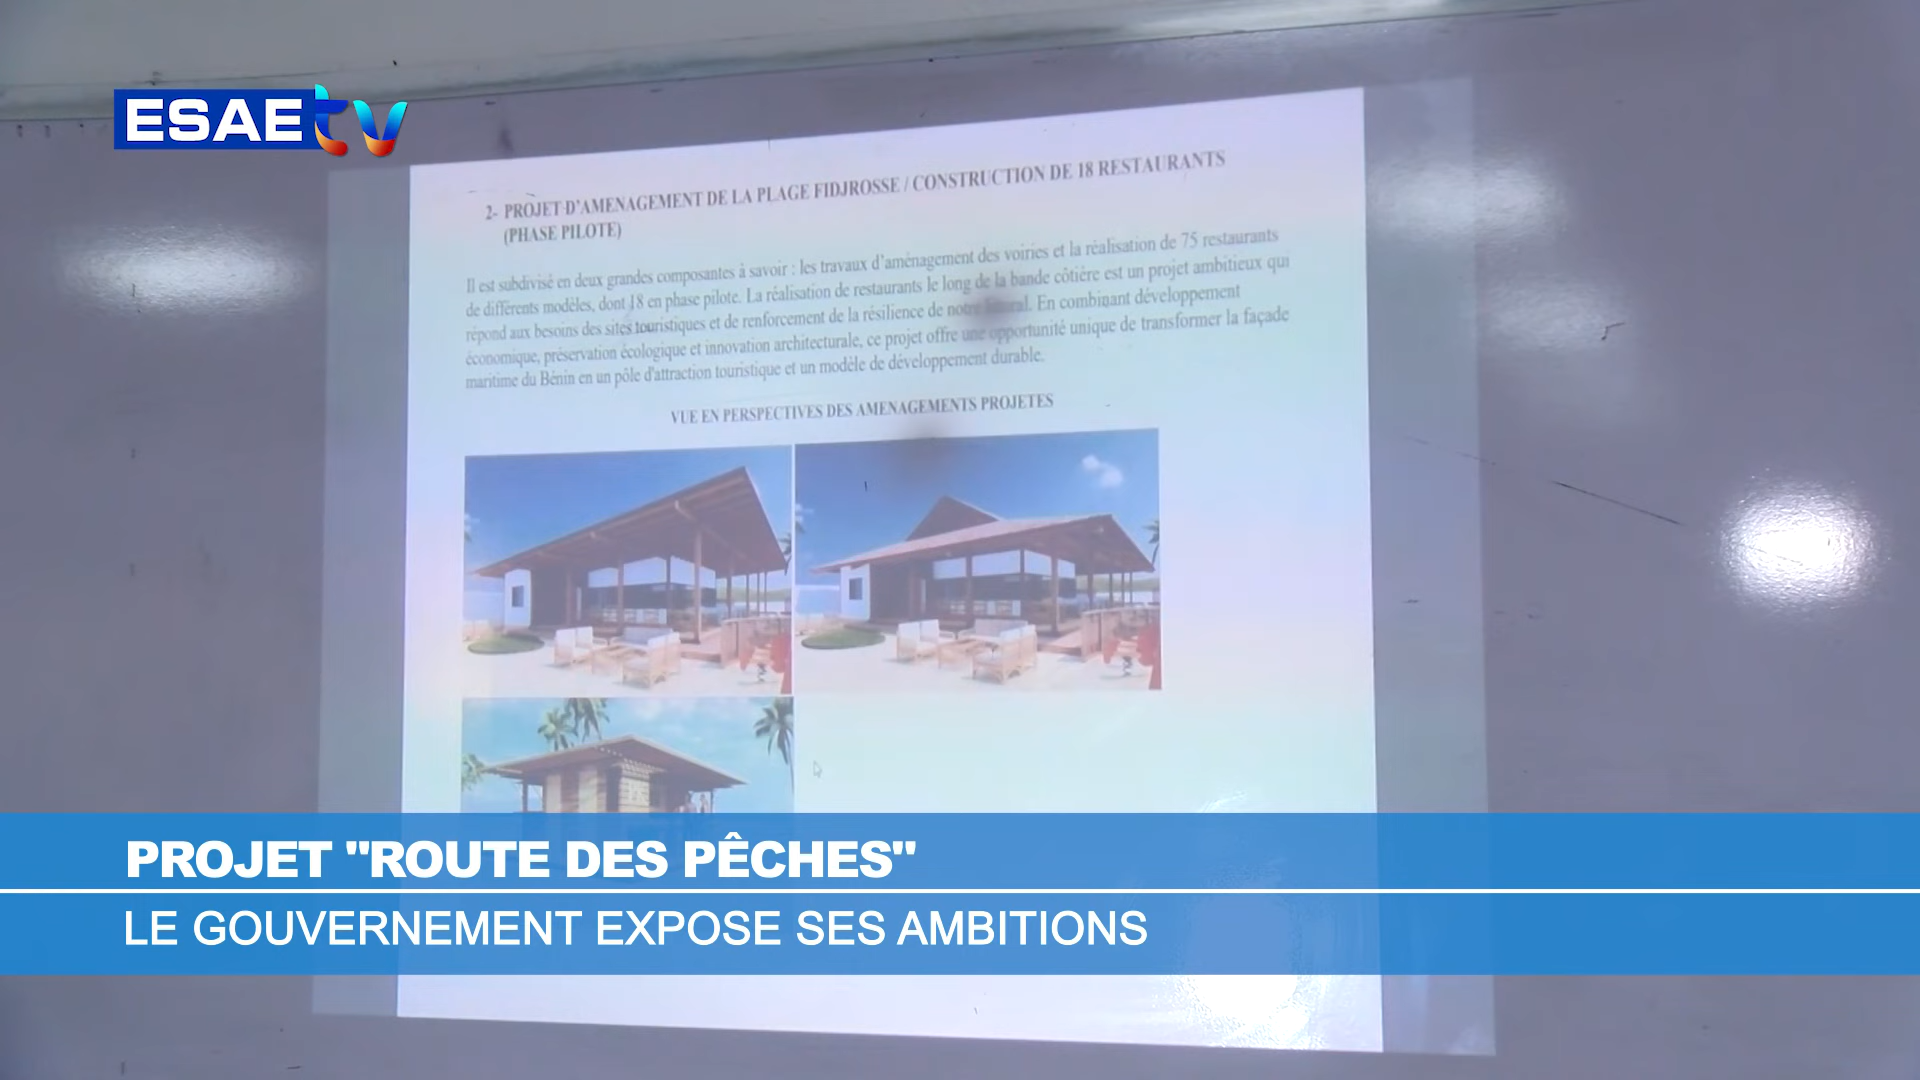 ESAE tv
2- PROJET D'AMENAGEMENT DE LA PLAGE FIDJROSSE / CONSTRUCTION DE 18 RESTAURANTS
(PHASE PILOTE)
Il est subdivisé en deux grandes composantes à savoir : les travaux d'aménagement des voiries et la réalisation de 75 restaurants
de différents modèles, dont 18 en phase pilote. La réalisation de restaurants le long de la bande côtière est un projet ambitieux qui
répond aux besoins des sites touristiques et de renforcement de la résilience de notre littoral. En combinant développement
économique, préservation écologique et innovation architecturale, ce projet offre une opportunité unique de transformer la façade
maritime du Bénin en un pôle d'attraction touristique et un modèle de développement durable.
VUE EN PERSPECTIVES DES AMENAGEMENTS PROJETES
PROJET "ROUTE DES PÊCHES"
LE GOUVERNEMENT EXPOSE SES AMBITIONS